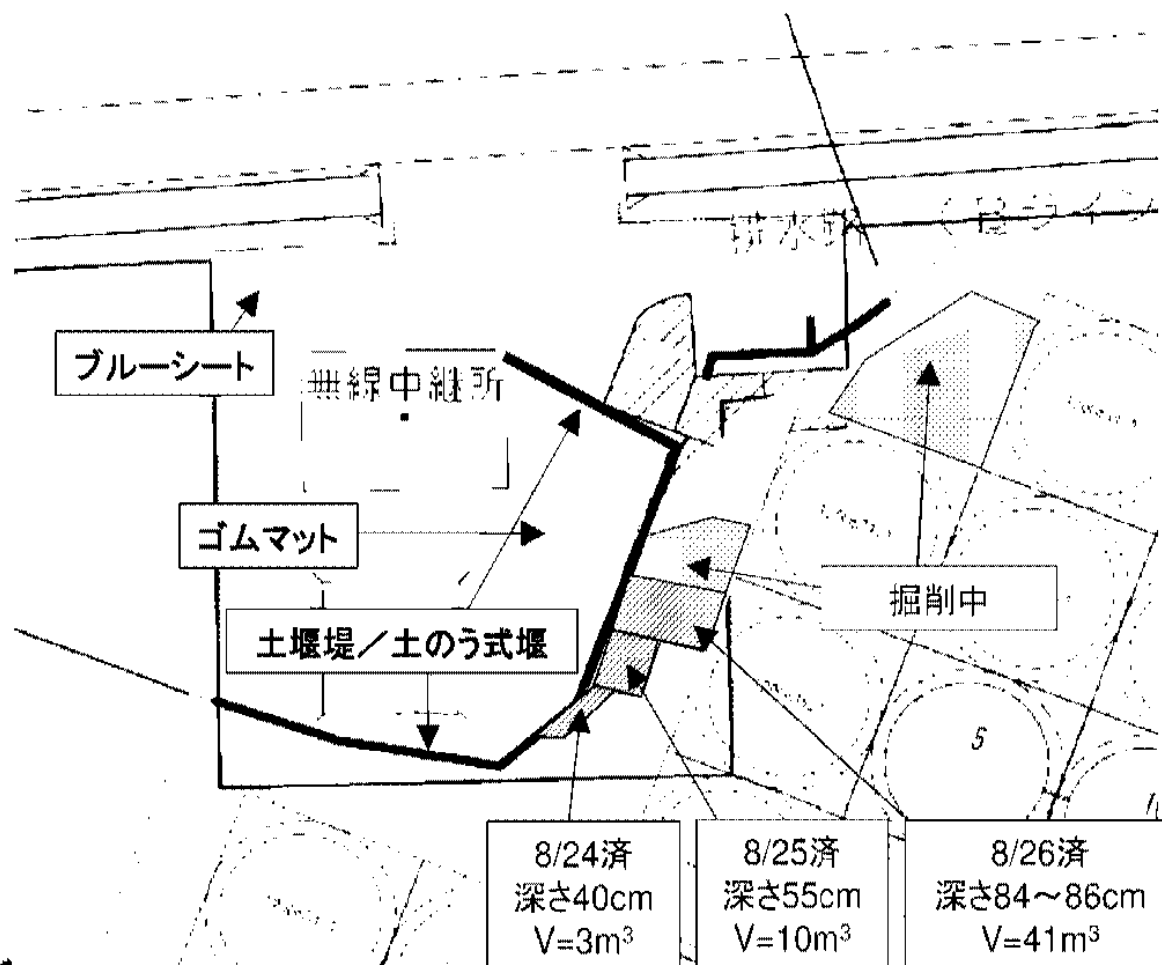 ブルーシート
無線中継所
ゴムマット
土堰堤／土のう式堰
掘削中
5
8/24済
深さ40cm
V=3m³
8/25済
深さ55cm
V=10m³
8/26済
深さ84～86cm
V=41m³